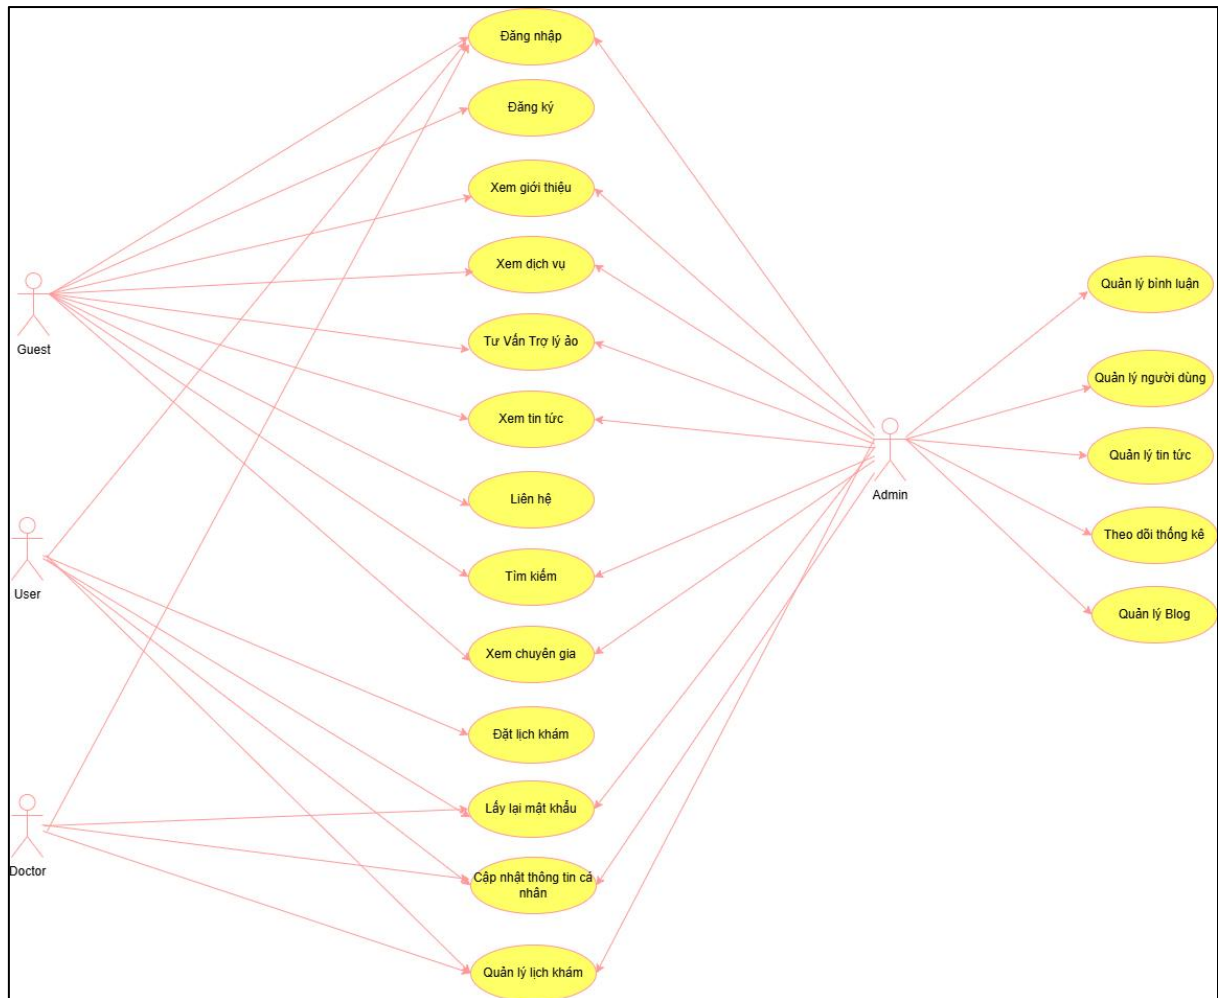 Đăng nhập
Đăng ký
Xem giới thiệu
Xem dịch vụ
Tư Vấn Trợ lý ảo
Xem tin tức
Liên hệ
Tìm kiếm
Xem chuyên gia
Đặt lịch khám
Lấy lại mật khẩu
Cập nhật thông tin cá
nhân
Quản lý lịch khám
Guest
User
Doctor
Admin
Quản lý bình luận
Quản lý người dùng
Quản lý tin tức
Theo dõi thống kê
Quản lý Blog